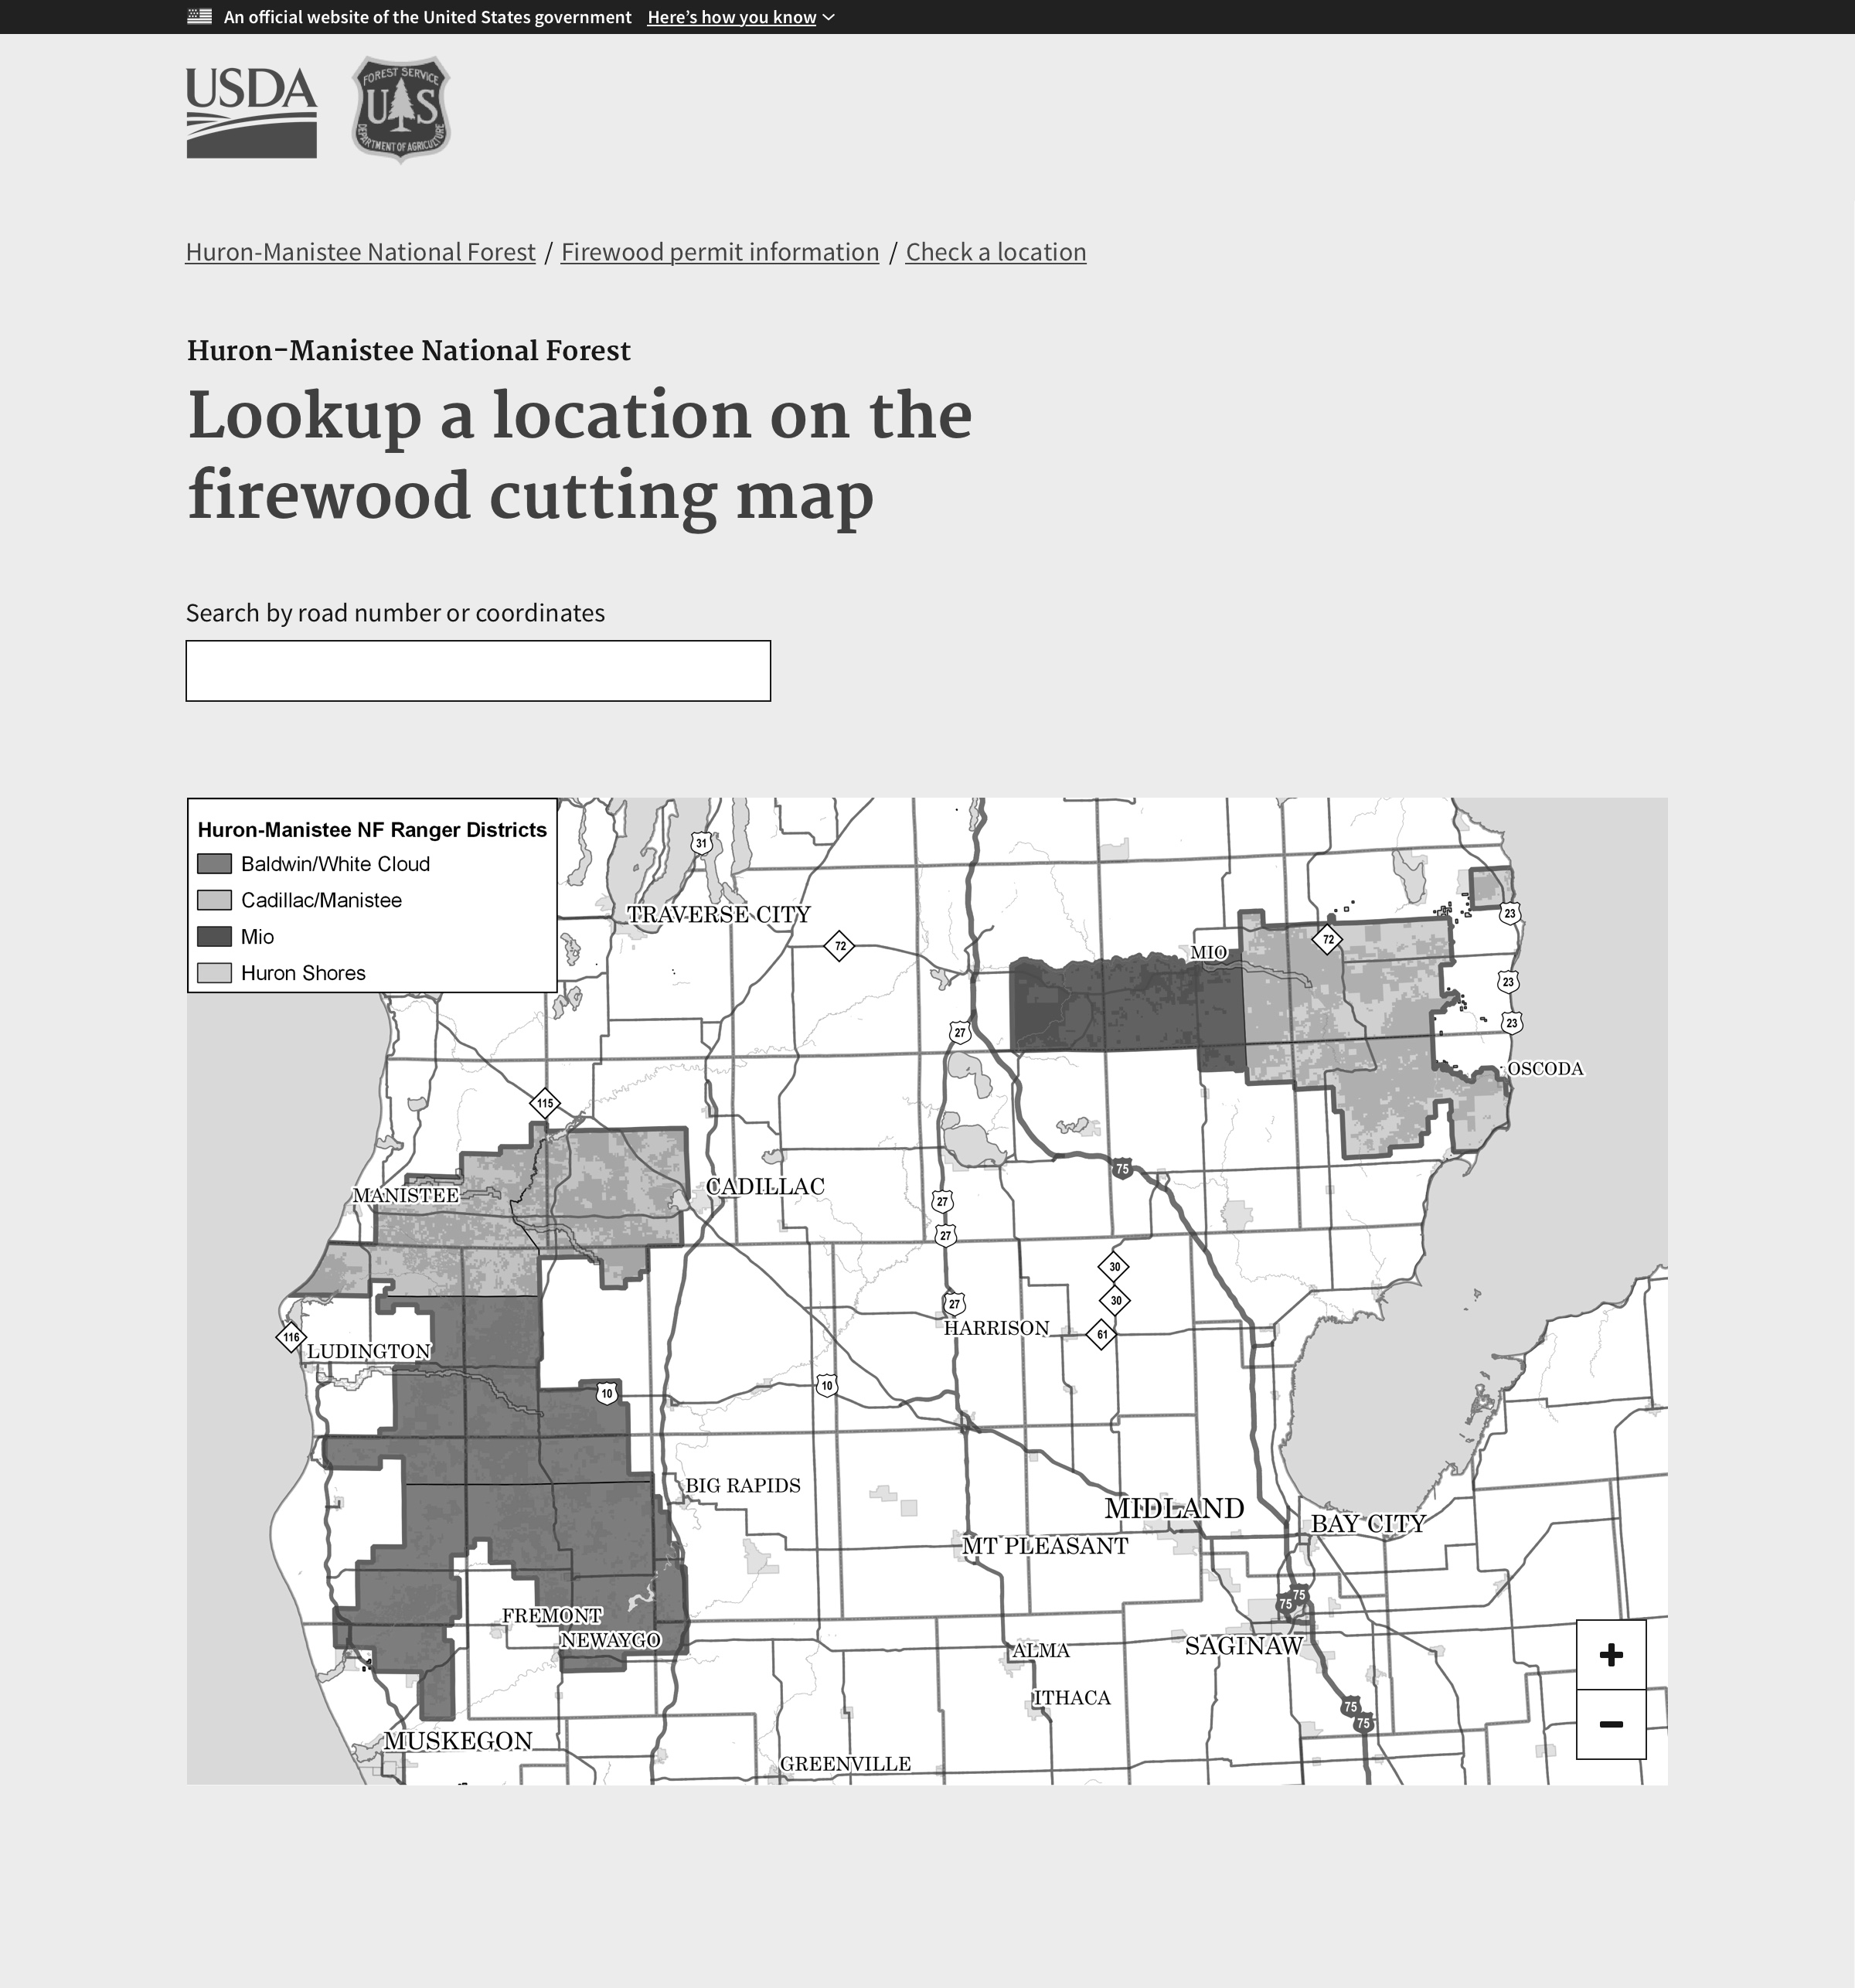 An official website of the United States government Here’s how you know
USDA
FOREST SERVICE
U S
DEPARTMENT OF AGRICULTURE
Huron-Manistee National Forest / Firewood permit information / Check a location
Huron-Manistee National Forest
Lookup a location on the
firewood cutting map
Search by road number or coordinates
Huron-Manistee NF Ranger Districts
Baldwin/White Cloud
Cadillac/Manistee
Mio
Huron Shores
31
TRAVERSE CITY
23
72
72
MIO
23
23
27
OSCODA
115
75
CADILLAC
MANISTEE
27
27
30
30
27
HARRISON
61
116
LUDINGTON
10
10
BIG RAPIDS
MIDLAND
BAY CITY
MT PLEASANT
75
75
FREMONT
NEWAYGO
SAGINAW
ALMA
ITHACA
75
75
MUSKEGON
GREENVILLE
+
−